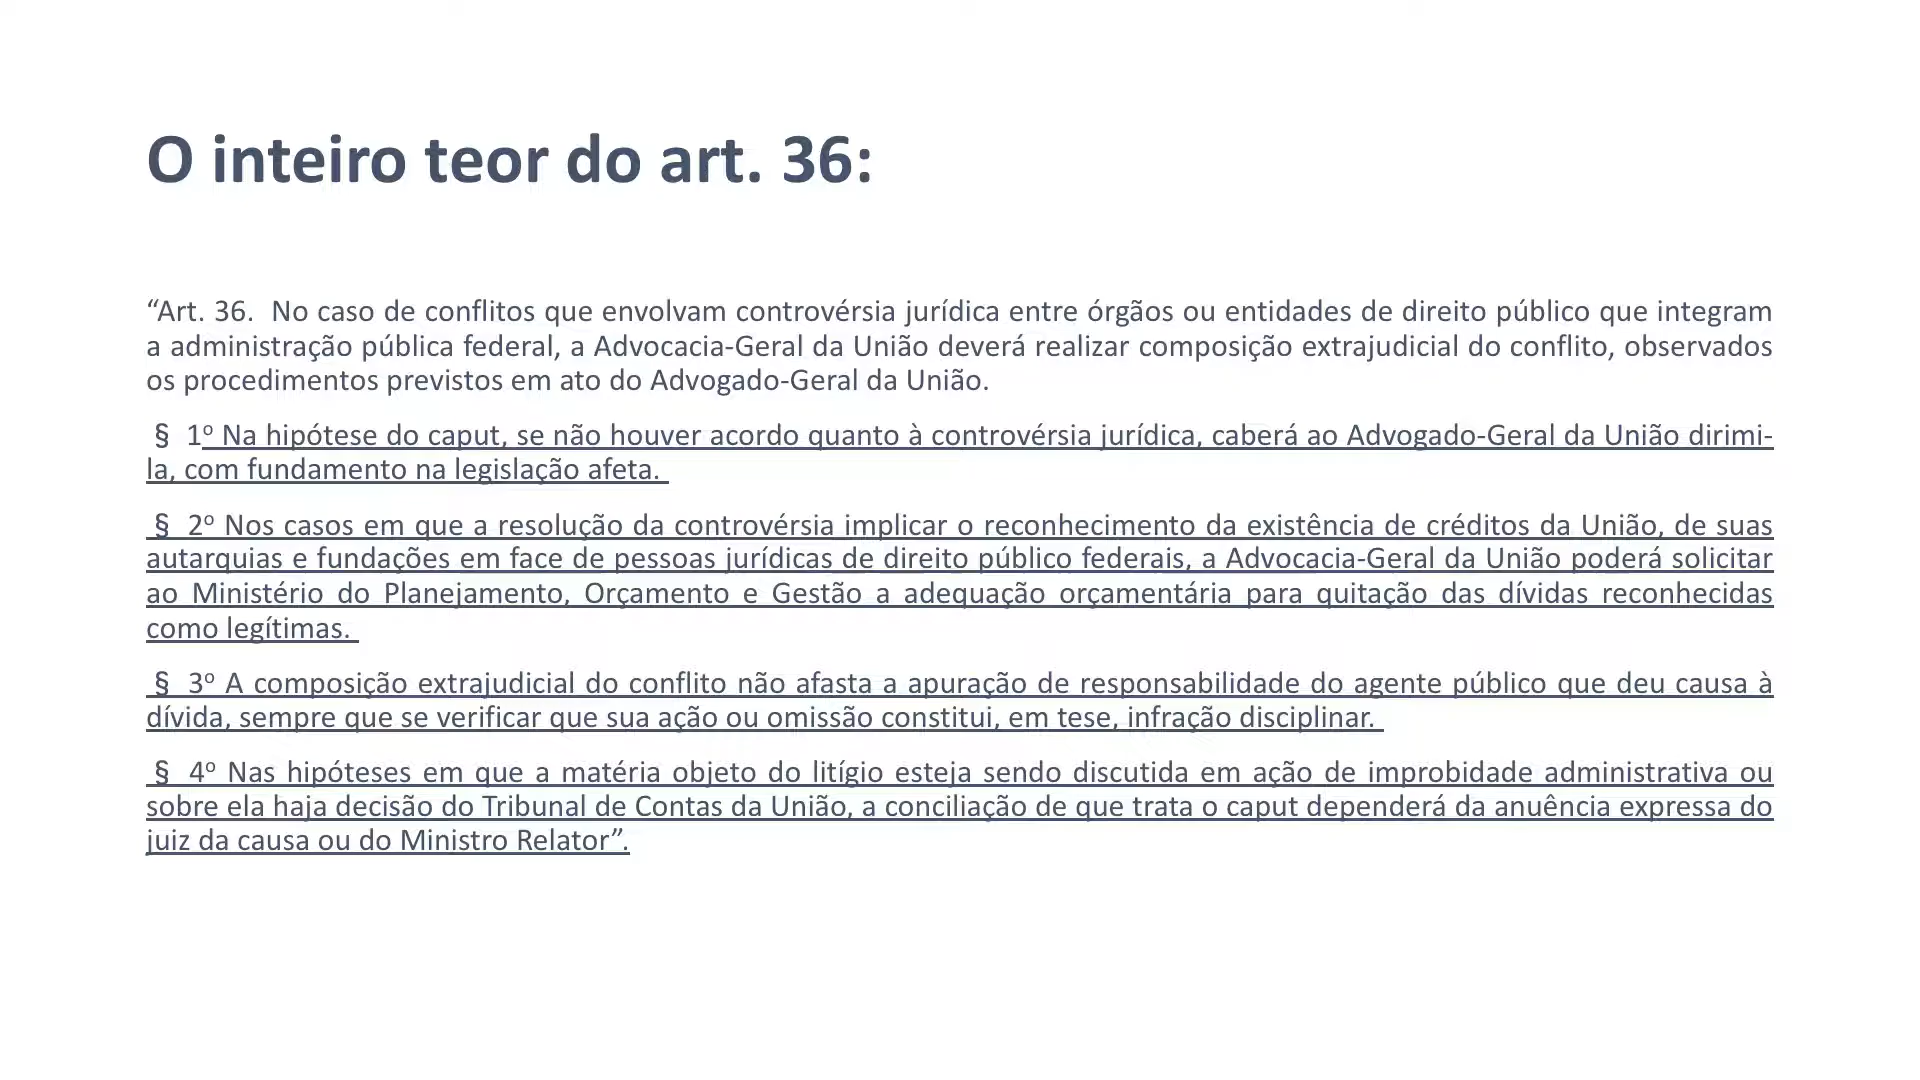 O inteiro teor do art. 36:
“Art. 36.  No caso de conflitos que envolvam controvérsia jurídica entre órgãos ou entidades de direito público que integram
a administração pública federal, a Advocacia-Geral da União deverá realizar composição extrajudicial do conflito, observados
os procedimentos previstos em ato do Advogado-Geral da União.
§ 1º Na hipótese do caput, se não houver acordo quanto à controvérsia jurídica, caberá ao Advogado-Geral da União dirimi-
la, com fundamento na legislação afeta.
§ 2º Nos casos em que a resolução da controvérsia implicar o reconhecimento da existência de créditos da União, de suas
autarquias e fundações em face de pessoas jurídicas de direito público federais, a Advocacia-Geral da União poderá solicitar
ao Ministério do Planejamento, Orçamento e Gestão a adequação orçamentária para quitação das dívidas reconhecidas
como legítimas.
§ 3º A composição extrajudicial do conflito não afasta a apuração de responsabilidade do agente público que deu causa à
dívida, sempre que se verificar que sua ação ou omissão constitui, em tese, infração disciplinar.
§ 4º Nas hipóteses em que a matéria objeto do litígio esteja sendo discutida em ação de improbidade administrativa ou
sobre ela haja decisão do Tribunal de Contas da União, a conciliação de que trata o caput dependerá da anuência expressa do
juiz da causa ou do Ministro Relator”.